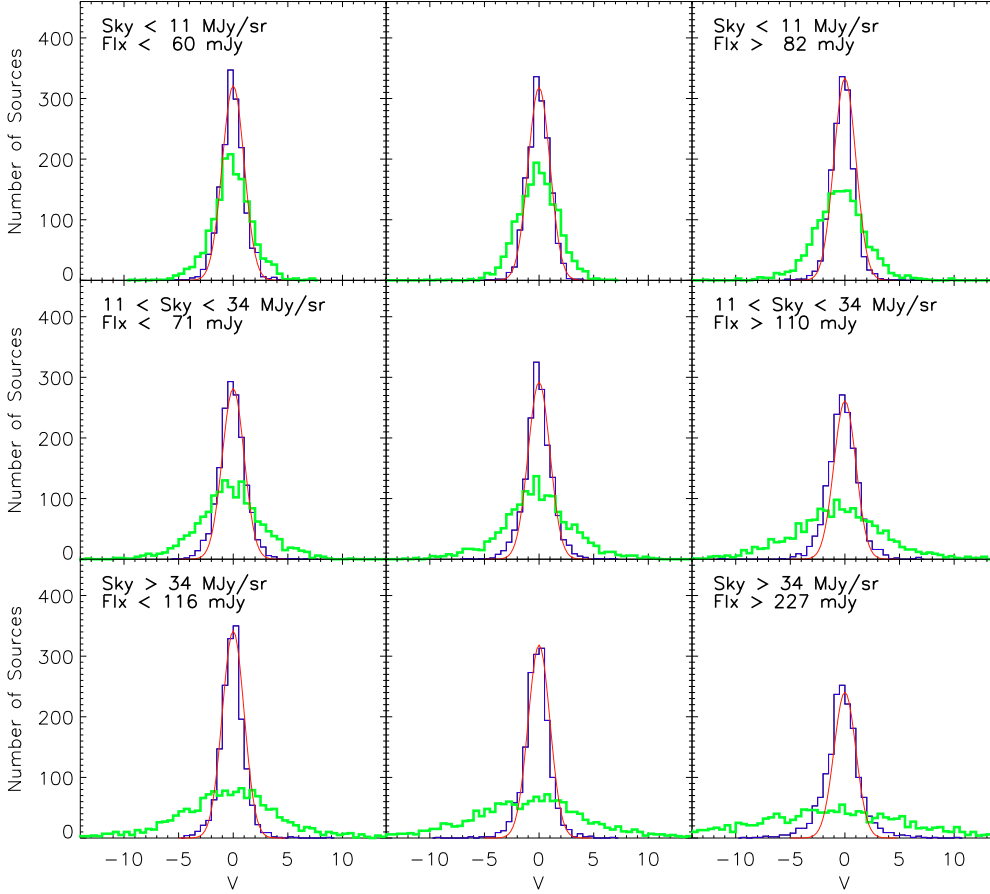 400
300
200
100
0
Number of Sources
Sky < 11 MJy/sr
Flx < 60 mJy
Sky < 11 MJy/sr
Flx > 82 mJy
400
300
200
100
0
Number of Sources
11 < Sky < 34 MJy/sr
Flx < 71 mJy
11 < Sky < 34 MJy/sr
Flx > 110 mJy
400
300
200
100
0
Number of Sources
Sky > 34 MJy/sr
Flx < 116 mJy
Sky > 34 MJy/sr
Flx > 227 mJy
−10 −5 0 5 10
−10 −5 0 5 10
−10 −5 0 5 10
V
V
V